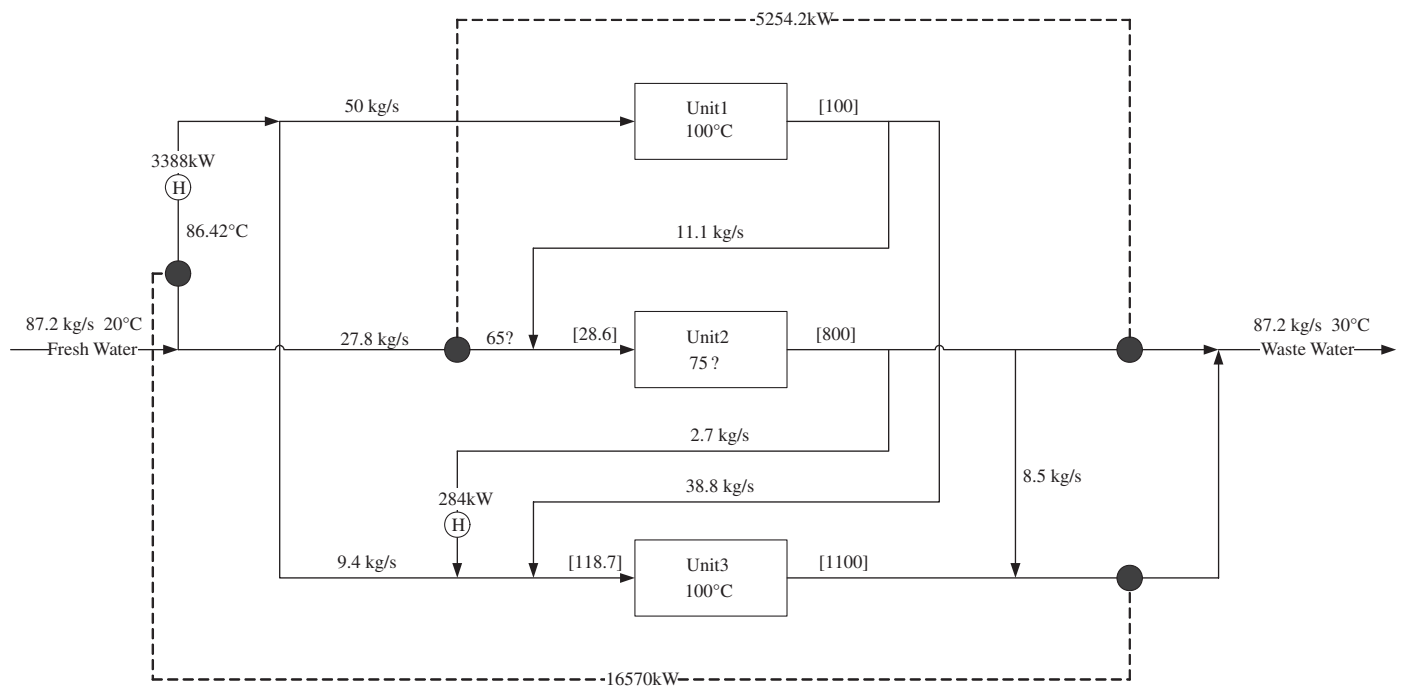 5254.2kW
50 kg/s
Unit1
100°C
[100]
3388kW
H
86.42°C
11.1 kg/s
87.2 kg/s 20°C
Fresh Water
27.8 kg/s
65?
[28.6]
Unit2
75?
[800]
87.2 kg/s 30°C
Waste Water
2.7 kg/s
8.5 kg/s
38.8 kg/s
284kW
H
9.4 kg/s
[118.7]
Unit3
100°C
[1100]
16570kW